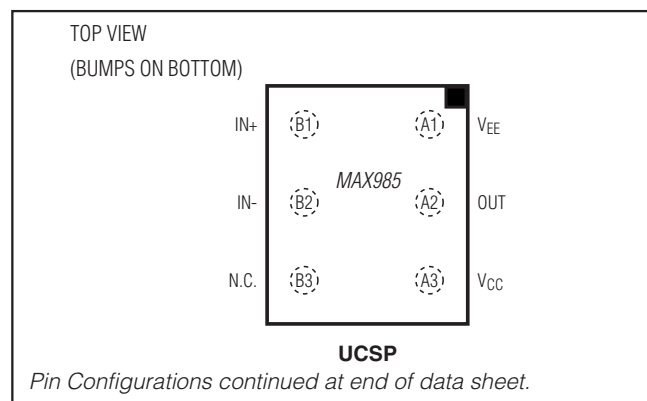 TOP VIEW
(BUMPS ON BOTTOM)
IN+ B1 A1 VEE
MAX985
IN- B2 A2 OUT
N.C. B3 A3 VCC
UCSP
Pin Configurations continued at end of data sheet.